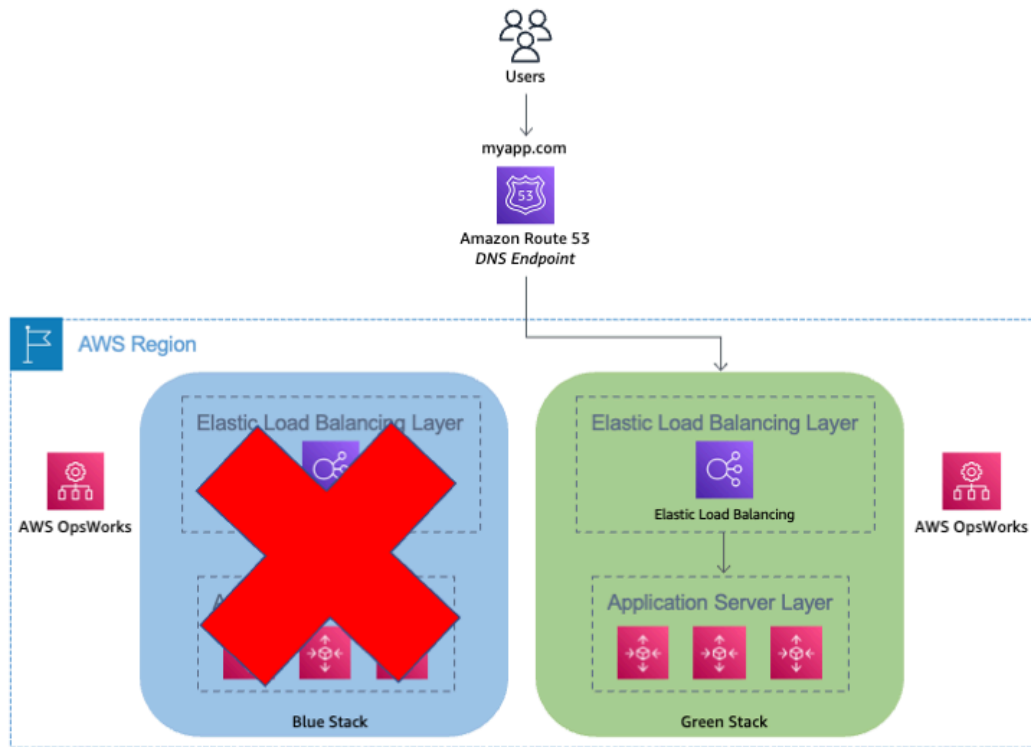 Users
myapp.com
53
Amazon Route 53
DNS Endpoint
AWS Region
Elastic Load Balancing Layer
Elastic Load Balancing Layer
Elastic Load Balancing
AWS OpsWorks
AWS OpsWorks
Application Server Layer
Blue Stack
Green Stack